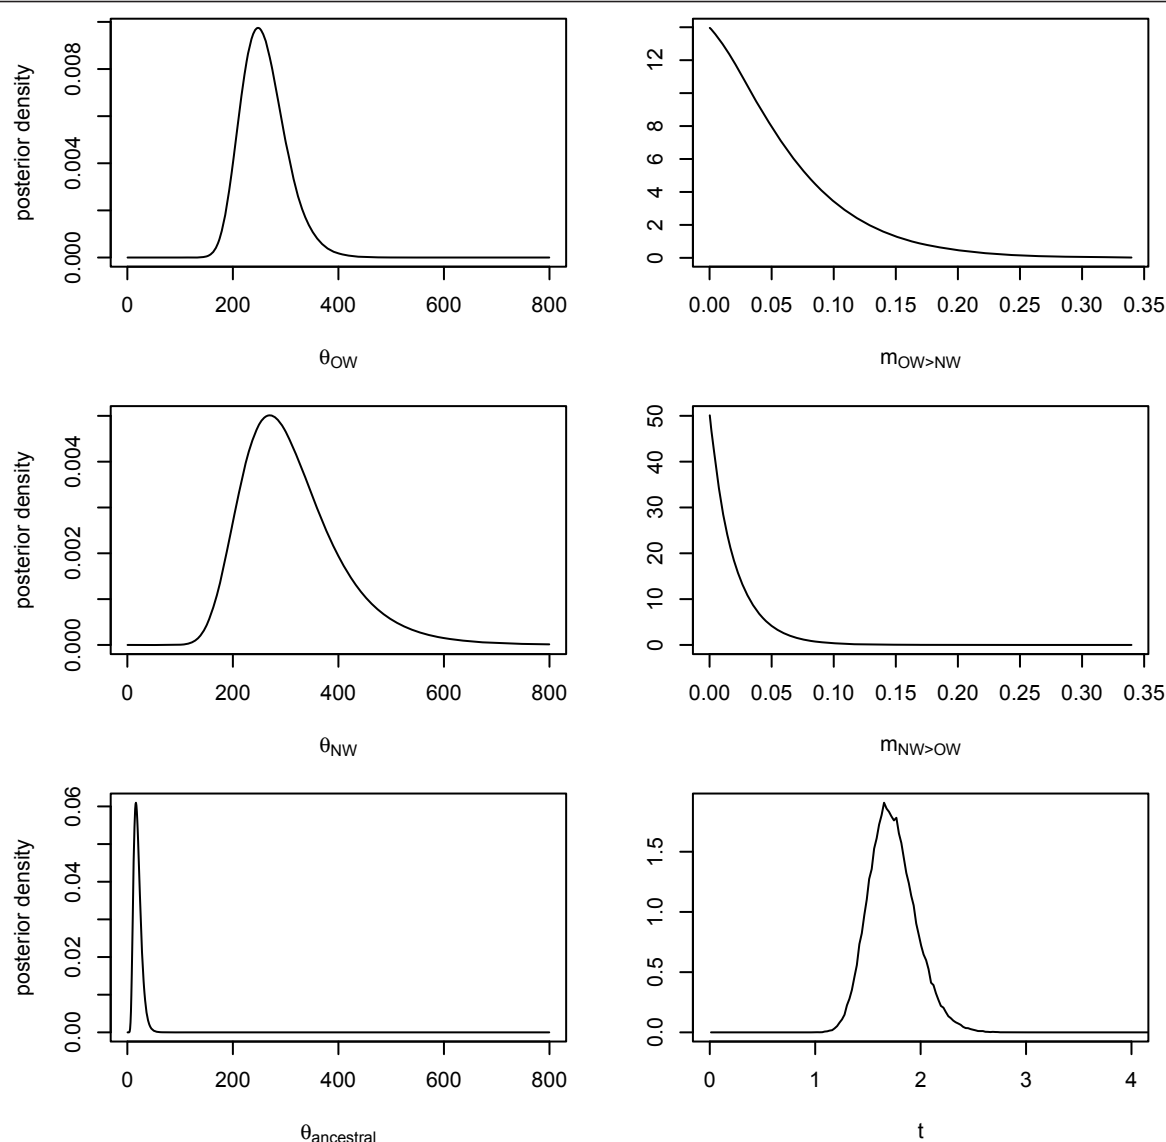 posterior density
0.000 0.004 0.008
0 200 400 600 800
θOW
0 2 4 6 8 12
0.00 0.05 0.10 0.15 0.20 0.25 0.30 0.35
mOW>NW
posterior density
0.000 0.002 0.004
0 200 400 600 800
θNW
0 10 20 30 40 50
0.00 0.05 0.10 0.15 0.20 0.25 0.30 0.35
mNW>OW
posterior density
0.00 0.02 0.04 0.06
0 200 400 600 800
θancestral
0.0 0.5 1.0 1.5
0 1 2 3 4
t